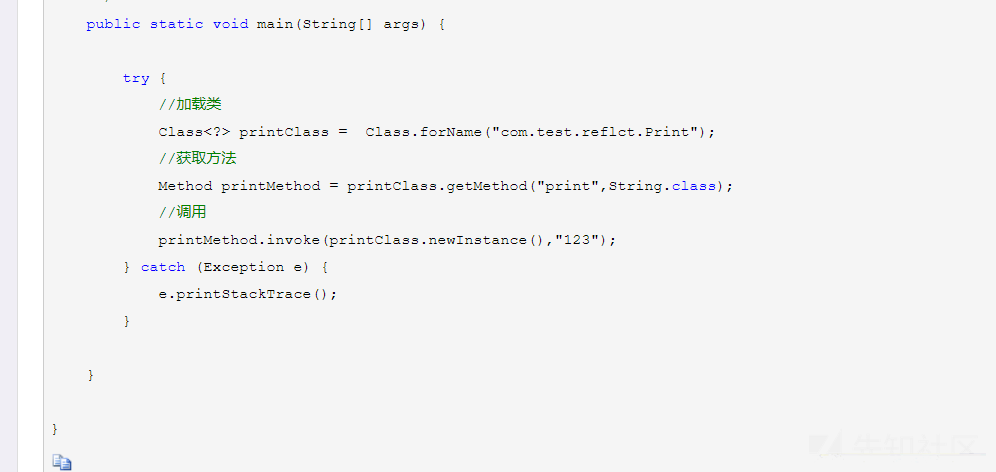 public static void main(String[] args) {
try {
//加载类
Class<?> printClass =  Class.forName("com.test.reflct.Print");
//获取方法
Method printMethod = printClass.getMethod("print",String.class);
//调用
printMethod.invoke(printClass.newInstance(),"123");
} catch (Exception e) {
e.printStackTrace();
}
}
}
先知社区